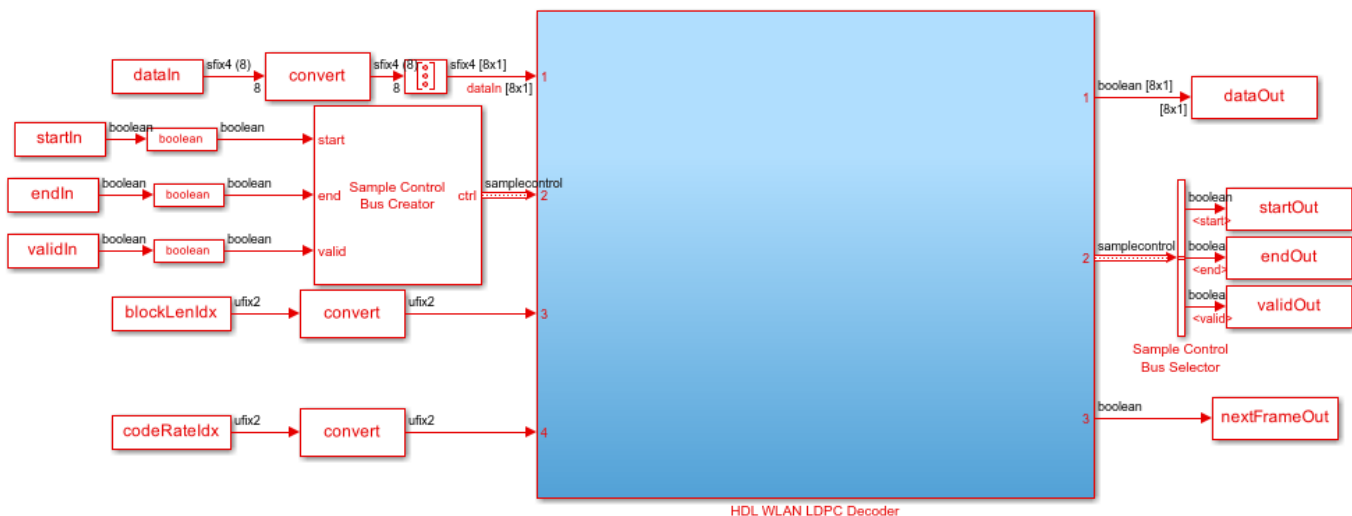 dataIn
sfix4 (8)
8
convert
sfix4 (8)
8
sfix4 [8x1]
dataIn [8x1]
1
startIn
boolean
boolean
boolean
start
endIn
boolean
boolean
boolean
end
validIn
boolean
boolean
boolean
valid
Sample Control
Bus Creator
ctrl
samplecontrol
2
blockLenIdx
ufix2
convert
ufix2
3
codeRateIdx
ufix2
convert
ufix2
4
HDL WLAN LDPC Decoder
1
boolean [8x1]
[8x1]
dataOut
2
samplecontrol
boolean
<start>
startOut
boolea
<end>
endOut
boolea
<valid>
validOut
Sample Control
Bus Selector
3
boolean
nextFrameOut